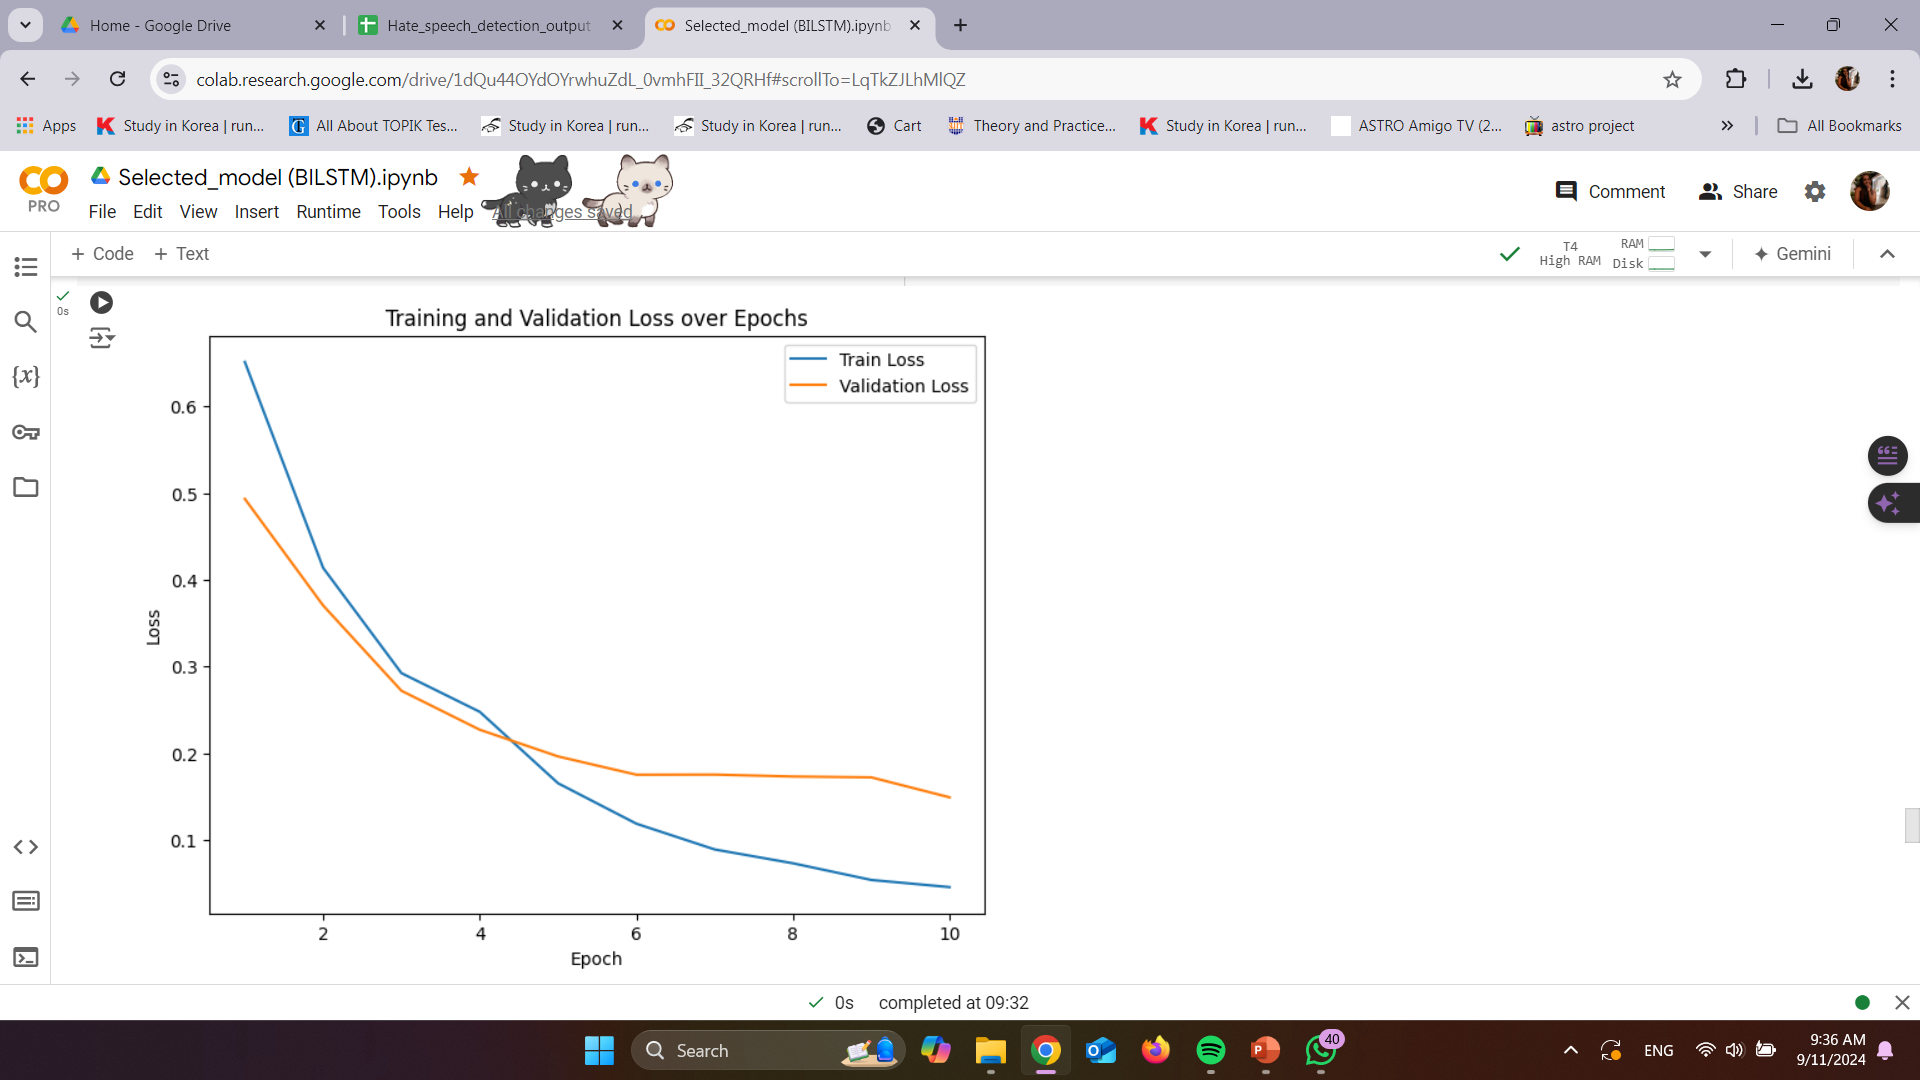 Home - Google Drive
Hate_speech_detection_output
Selected_model (BILSTM).ipynb
colab.research.google.com/drive/1dQu44OYdOYrwhuZdL_0vmhFII_32QRHf#scrollTo=LqTkZJLhMlQZ
Apps
Study in Korea | run...
All About TOPIK Tes...
Study in Korea | run...
Study in Korea | run...
Cart
Theory and Practice...
Study in Korea | run...
ASTRO Amigo TV (2...
astro project
All Bookmarks
PRO
Selected_model (BILSTM).ipynb
File Edit View Insert Runtime Tools Help All changes saved
Comment
Share
+ Code + Text
T4
High RAM
RAM
Disk
Gemini
0s
{x}
Training and Validation Loss over Epochs
Train Loss
Validation Loss
0.6
0.5
0.4
0.3
0.2
0.1
Loss
2 4 6 8 10
Epoch
0s completed at 09:32
Search
40
ENG
9:36 AM
9/11/2024